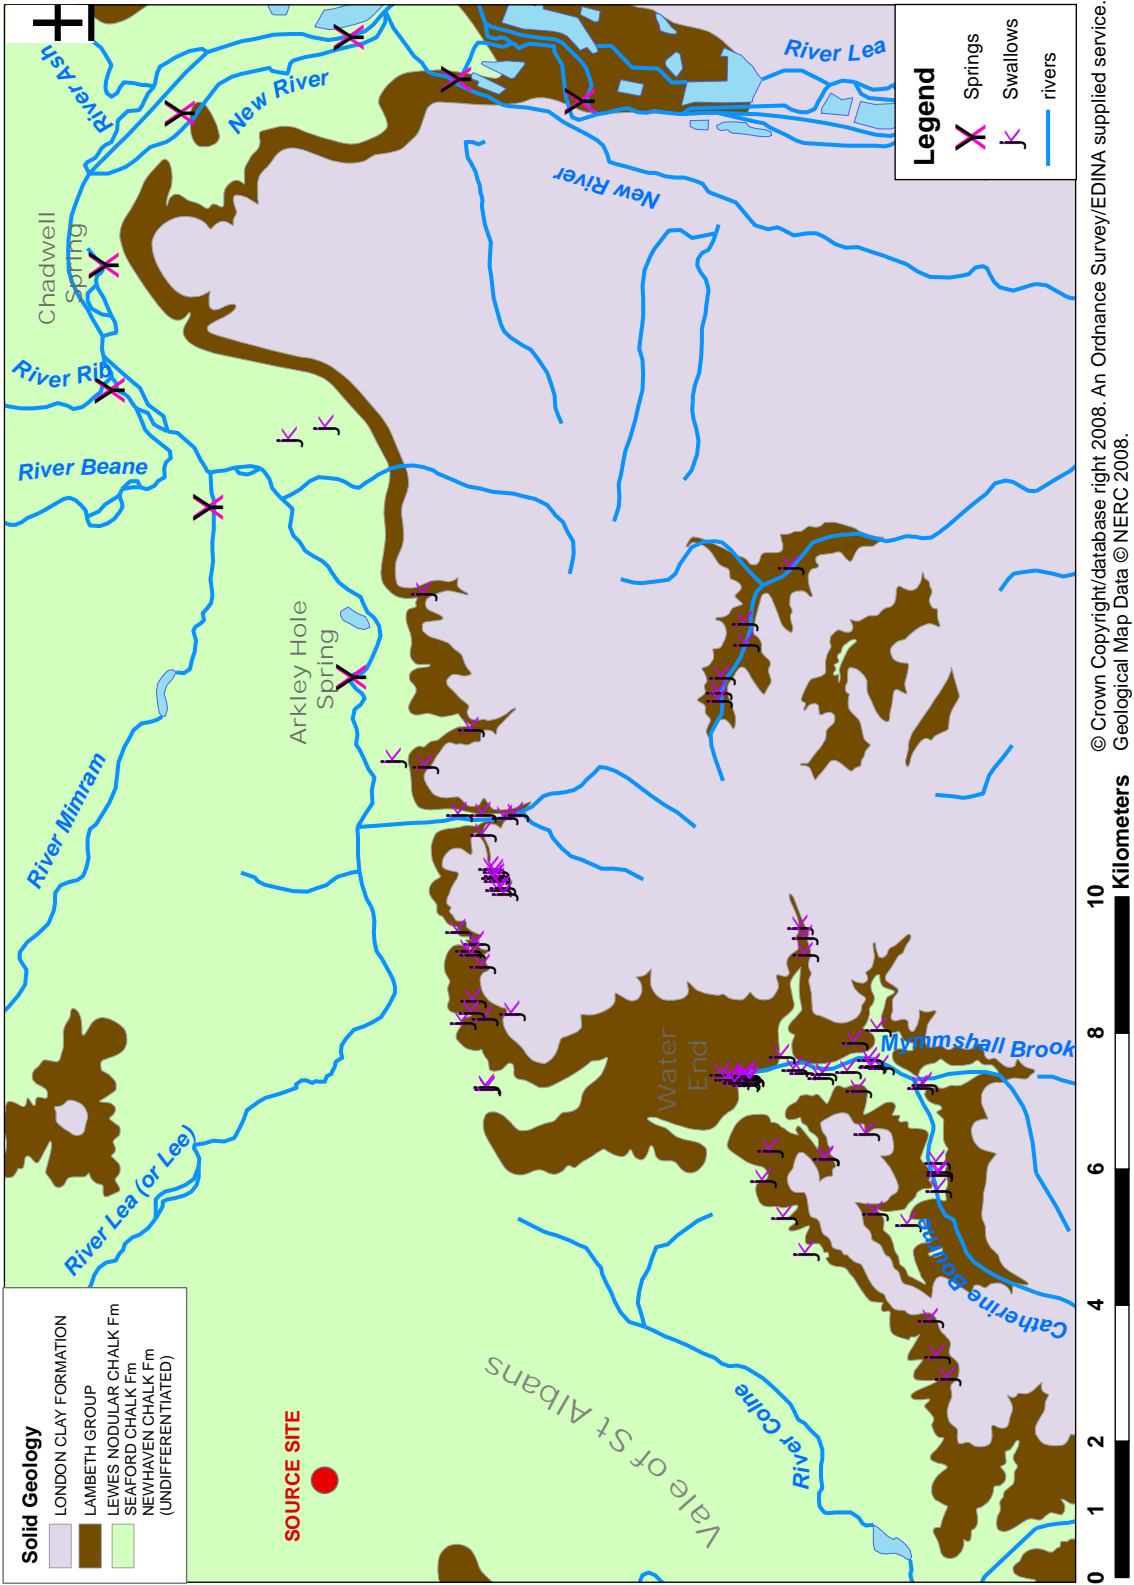 Solid Geology
LONDON CLAY FORMATION
LAMBETH GROUP
LEWES NODULAR CHALK Fm
SEAFORD CHALK Fm
NEWHAVEN CHALK Fm
(UNDIFFERENTIATED)
SOURCE SITE
River Lea (or Lee)
River Mimram
River Beane
River Rib
Chadwell
Spring
River Ash
New River
Arkley Hole
Spring
Vale of St Albans
River Colne
Water
End
Mymmshall Brook
Catherine Bourne
New River
River Lea
Legend
Springs
Swallows
rivers
0 1 2 4 6 8 10
Kilometers
© Crown Copyright/database right 2008. An Ordnance Survey/EDINA supplied service.
Geological Map Data © NERC 2008.